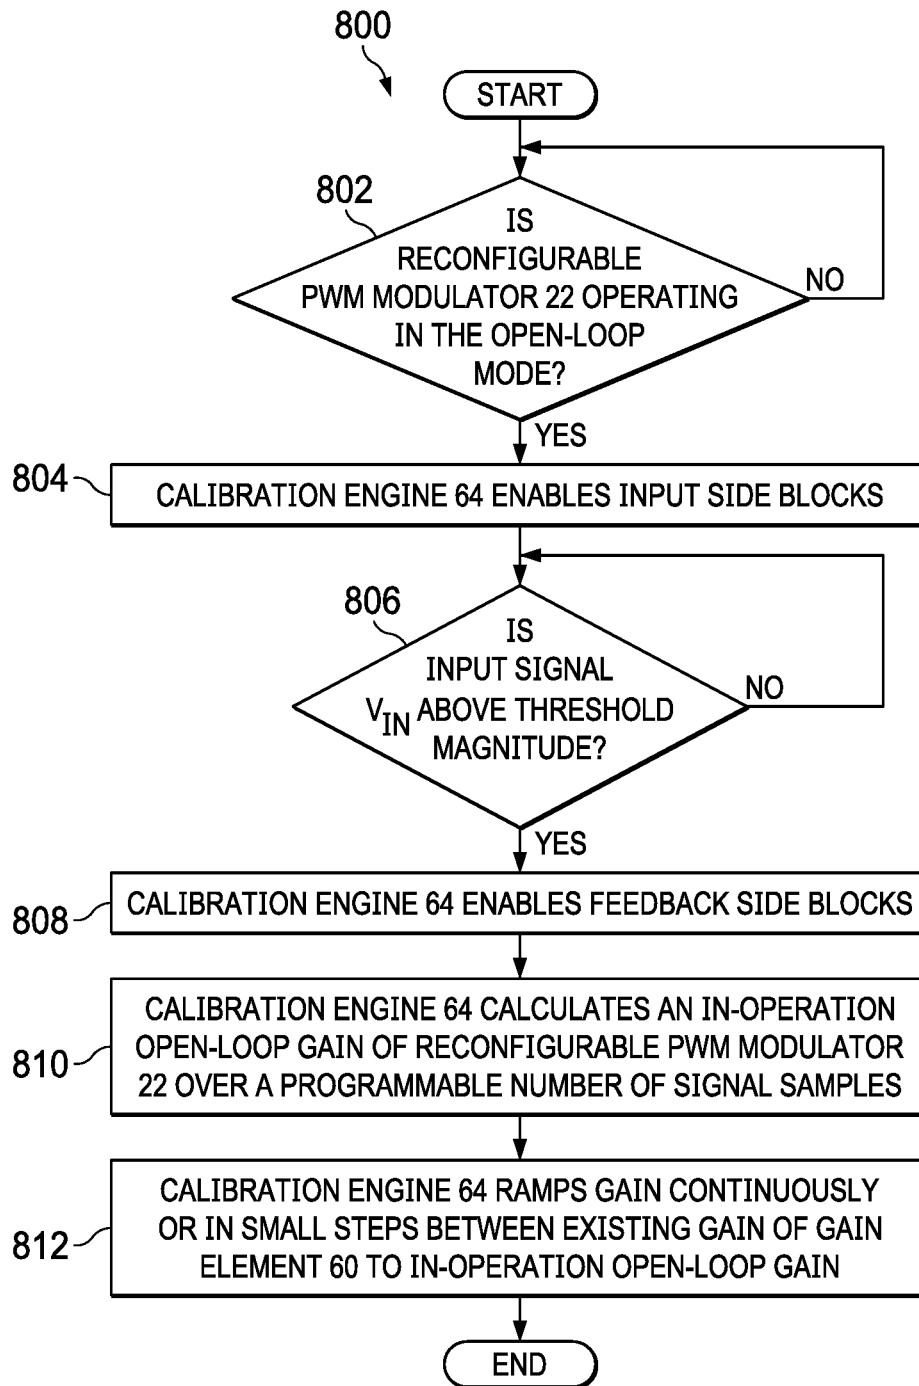 800
START
802
IS
RECONFIGURABLE
PWM MODULATOR 22 OPERATING
IN THE OPEN-LOOP
MODE?
NO
YES
804
CALIBRATION ENGINE 64 ENABLES INPUT SIDE BLOCKS
806
IS
INPUT SIGNAL
VIN ABOVE THRESHOLD
MAGNITUDE?
NO
YES
808
CALIBRATION ENGINE 64 ENABLES FEEDBACK SIDE BLOCKS
810
CALIBRATION ENGINE 64 CALCULATES AN IN-OPERATION
OPEN-LOOP GAIN OF RECONFIGURABLE PWM MODULATOR
22 OVER A PROGRAMMABLE NUMBER OF SIGNAL SAMPLES
812
CALIBRATION ENGINE 64 RAMPS GAIN CONTINUOUSLY
OR IN SMALL STEPS BETWEEN EXISTING GAIN OF GAIN
ELEMENT 60 TO IN-OPERATION OPEN-LOOP GAIN
END